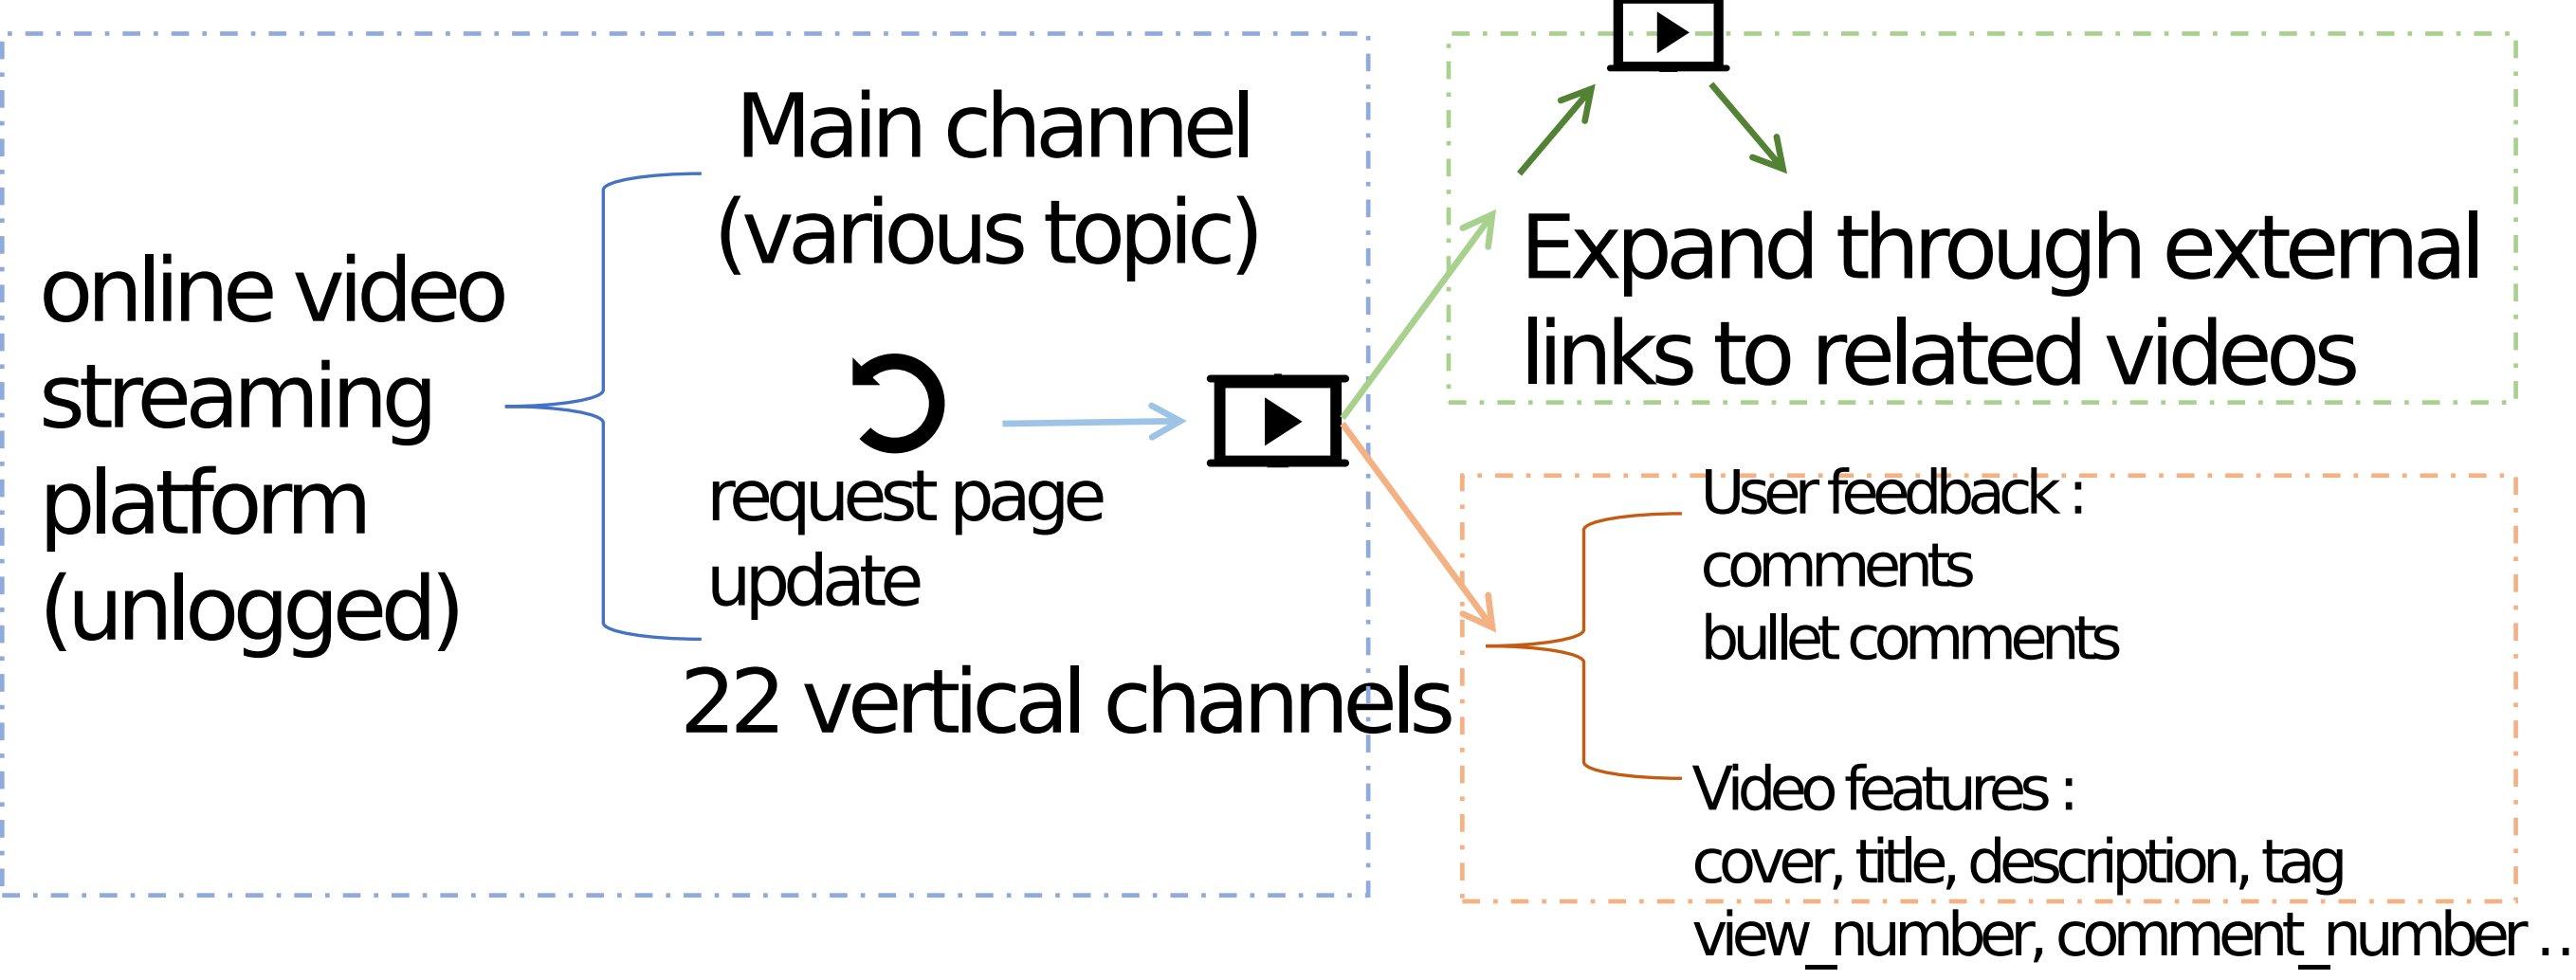 online video
streaming
platform
(unlogged)
Main channel
(various topic)
request page
update
22 vertical channels
Expand through external
links to related videos
User feedback :
comments
bullet comments
Video features :
cover, title, description, tag
view_number, comment_number ..